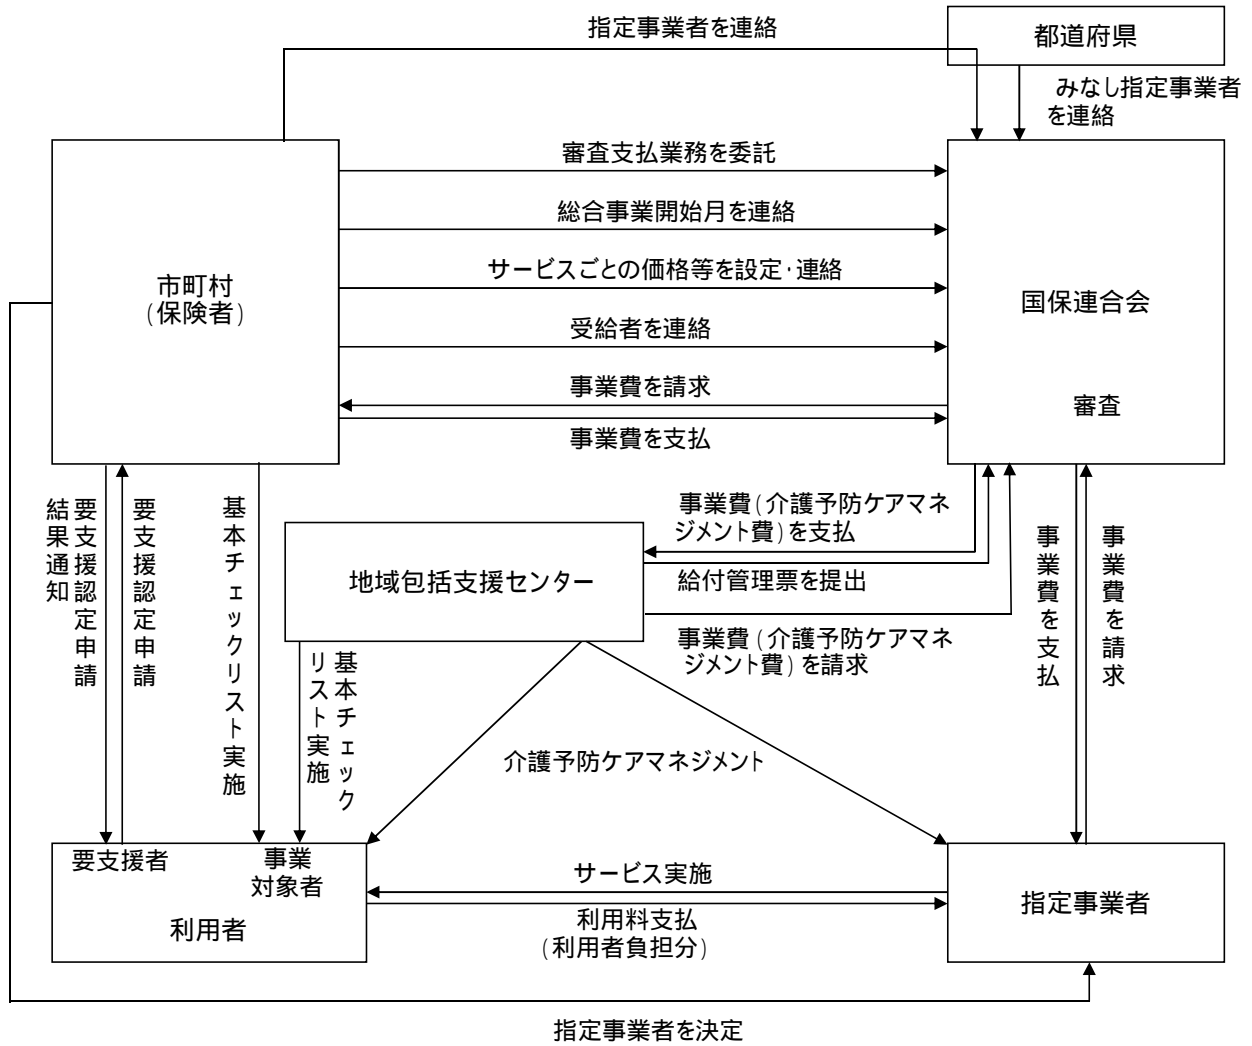 指定事業者を連絡
都道府県
みなし指定事業者
を連絡
審査支払業務を委託
総合事業開始月を連絡
サービスごとの価格等を設定・連絡
市町村
(保険者)
国保連合会
受給者を連絡
事業費を請求
審査
事業費を支払
要支援認定申請
結果通知
要支援認定申請
基本チェックリスト実施
事業費(介護予防ケアマネ
ジメント費)を支払
地域包括支援センター
給付管理票を提出
事業費(介護予防ケアマネ
ジメント費)を請求
事業費を支払
事業費を請求
基本チェック
リスト実施
介護予防ケアマネジメント
要支援者
事業
対象者
利用者
サービス実施
利用料支払
(利用者負担分)
指定事業者
指定事業者を決定